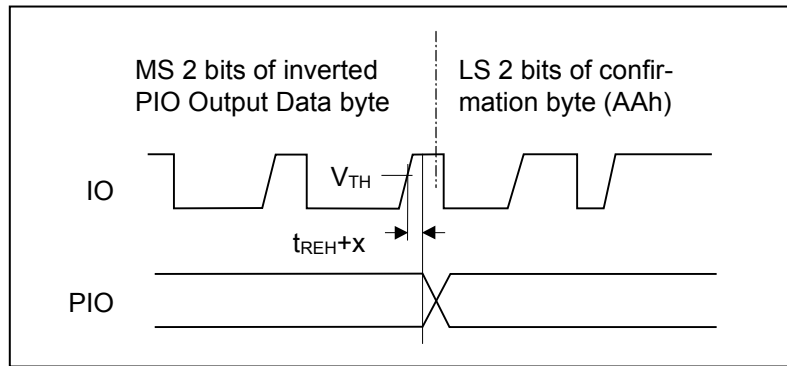 MS 2 bits of inverted
PIO Output Data byte
LS 2 bits of confir-
mation byte (AAh)
IO
VTH
tREH+x
PIO